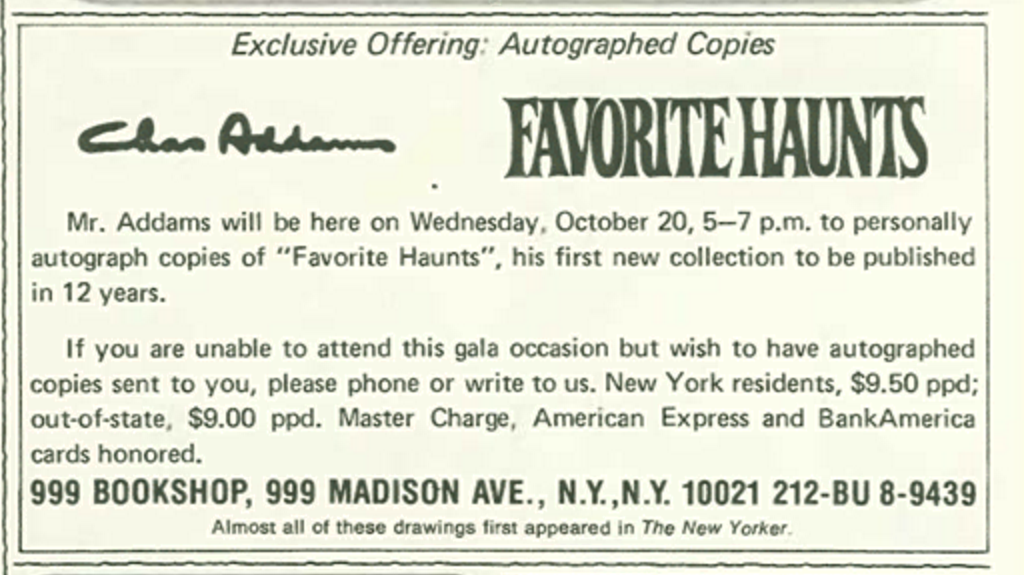 Exclusive Offering: Autographed Copies
Chas Addams
FAVORITE HAUNTS
Mr. Addams will be here on Wednesday, October 20, 5–7 p.m. to personally
autograph copies of "Favorite Haunts", his first new collection to be published
in 12 years.
If you are unable to attend this gala occasion but wish to have autographed
copies sent to you, please phone or write to us. New York residents, $9.50 ppd;
out-of-state, $9.00 ppd. Master Charge, American Express and BankAmerica
cards honored.
999 BOOKSHOP, 999 MADISON AVE., N.Y.,N.Y. 10021 212-BU 8-9439
Almost all of these drawings first appeared in The New Yorker.